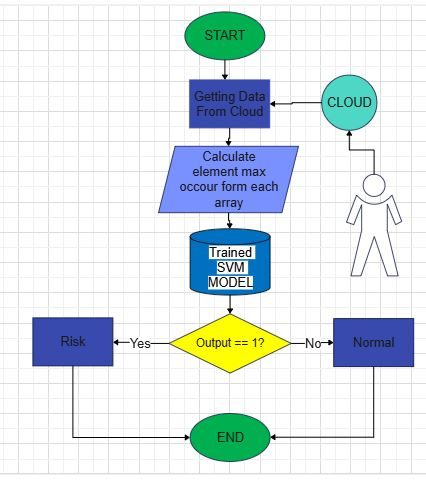 START
Getting Data
From Cloud
CLOUD
Calculate
element max
occour form each
array
Trained
SVM
MODEL
Risk
Yes
Output == 1?
No
Normal
END